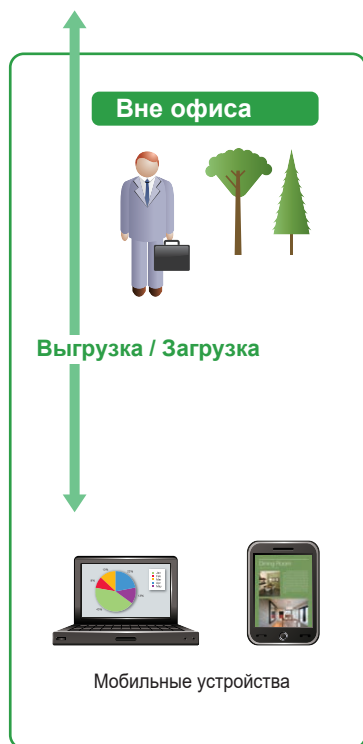 Вне офиса
Выгрузка / Загрузка
Мобильные устройства